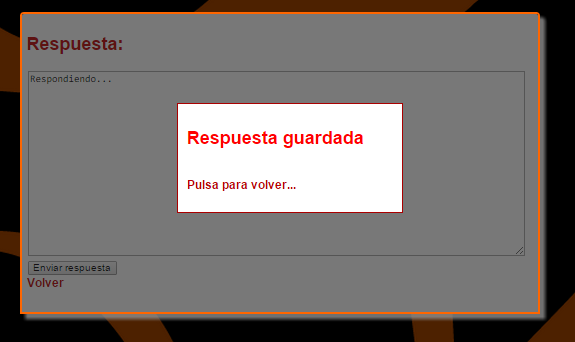 Respuesta:
Respondiendo...
Respuesta guardada
Pulsa para volver...
Enviar respuesta
Volver